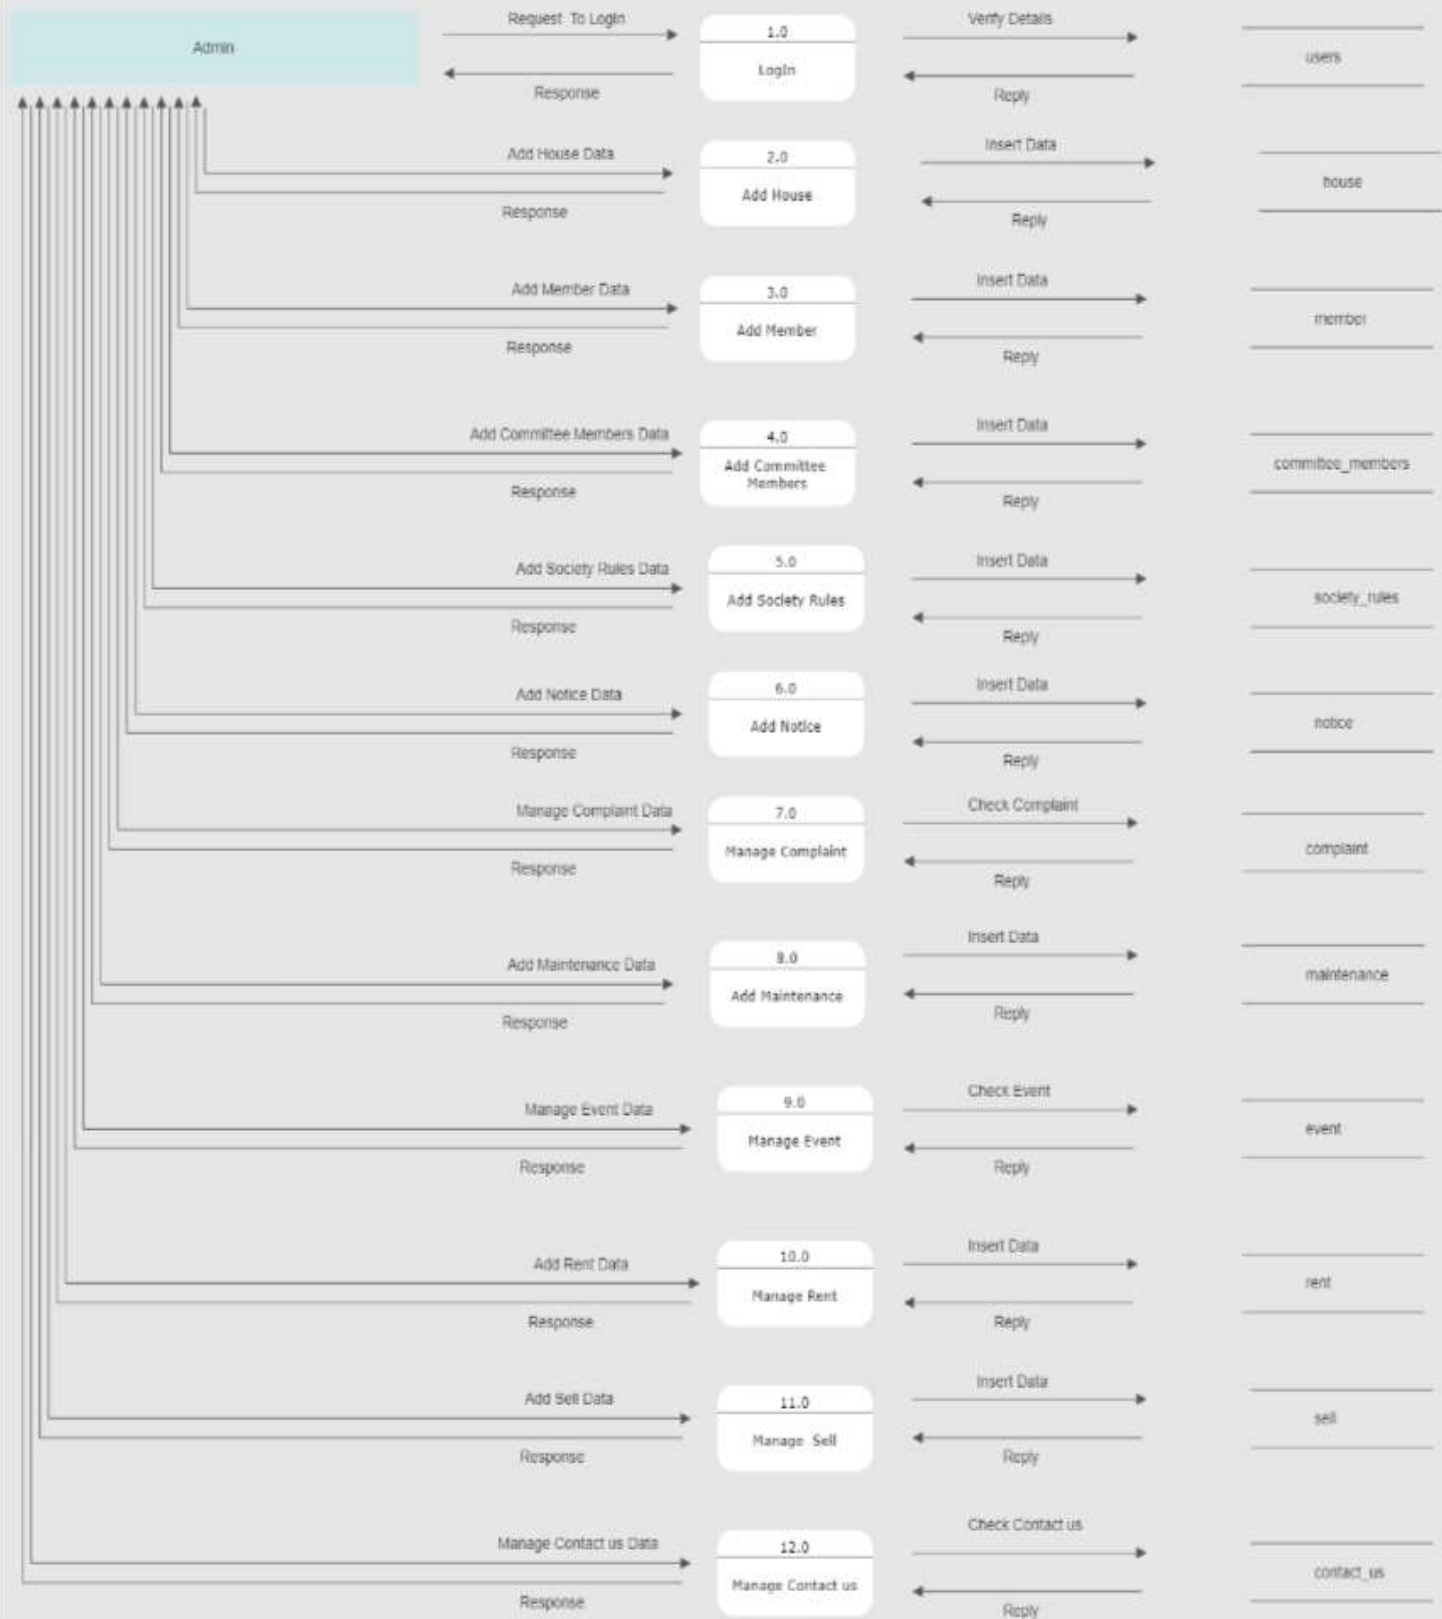 Admin
Request To LogIn
Response
1.0
LogIn
Verify Details
Reply
users
Add House Data
Response
2.0
Add House
Insert Data
Reply
house
Add Member Data
Response
3.0
Add Member
Insert Data
Reply
member
Add Committee Members Data
Response
4.0
Add Committee
Members
Insert Data
Reply
committee_members
Add Society Rules Data
Response
5.0
Add Society Rules
Insert Data
Reply
society_rules
Add Notice Data
Response
6.0
Add Notice
Insert Data
Reply
notice
Manage Complaint Data
Response
7.0
Manage Complaint
Check Complaint
Reply
complaint
Add Maintenance Data
Response
8.0
Add Maintenance
Insert Data
Reply
maintenance
Manage Event Data
Response
9.0
Manage Event
Check Event
Reply
event
Add Rent Data
Response
10.0
Manage Rent
Insert Data
Reply
rent
Add Sell Data
Response
11.0
Manage Sell
Insert Data
Reply
sell
Manage Contact us Data
Response
12.0
Manage Contact us
Check Contact us
Reply
contact_us